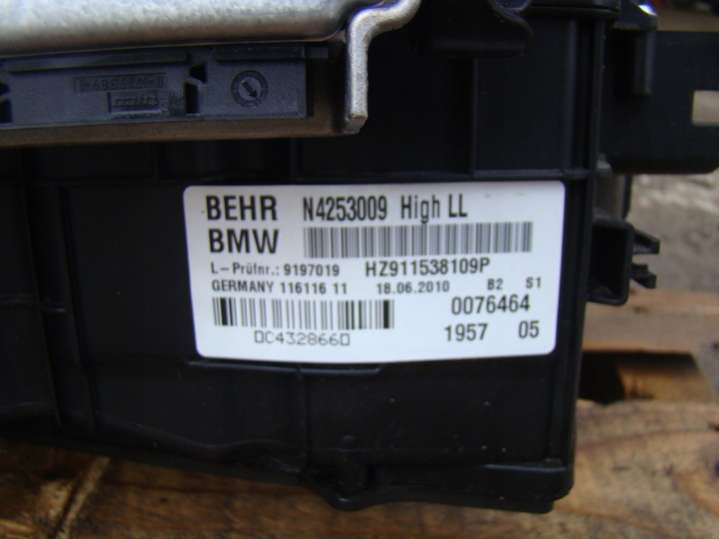 BEHR N4253009 High LL
BMW
L-Prüfnr.: 9197019 HZ911538109P
GERMANY 116116 11 18.06.2010 B2 S1
0076464
DC432866D 1957 05